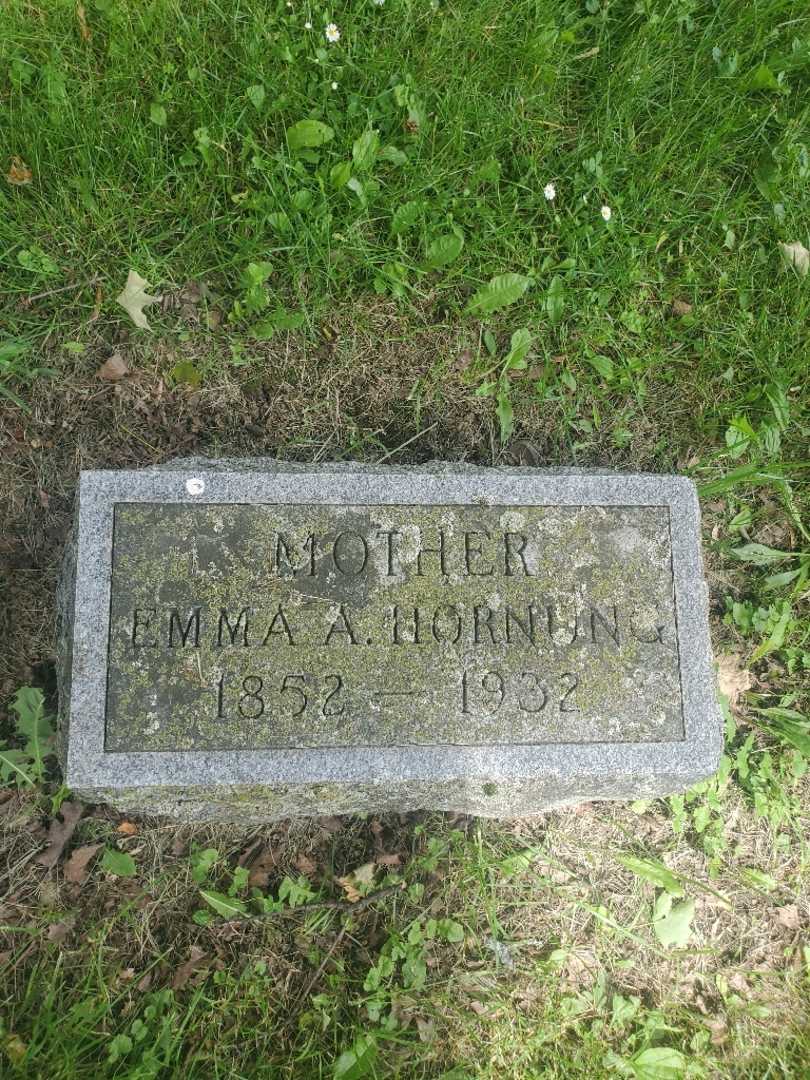 MOTHER
EMMA A. HORNUNG
1852 — 1932